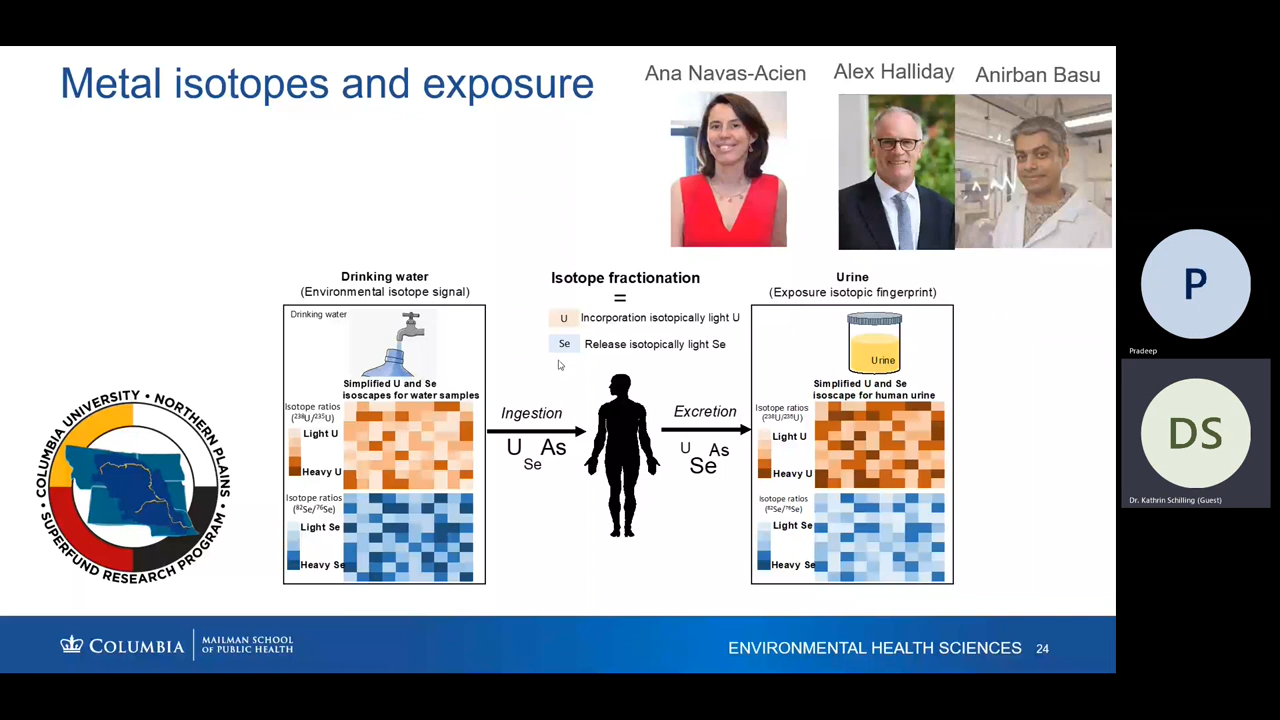 Metal isotopes and exposure
Ana Navas-Acien
Alex Halliday
Anirban Basu
Drinking water
(Environmental isotope signal)
Drinking water
Simplified U and Se
isoscapes for water samples
Isotope ratios
(²³⁸U/²³⁵U)
Light U
Heavy U
Isotope ratios
(⁸²Se/⁷⁶Se)
Light Se
Heavy Se
Isotope fractionation
=
U Incorporation isotopically light U
Se Release isotopically light Se
Ingestion
U As
Se
Excretion
U As
Se
Urine
(Exposure isotopic fingerprint)
Urine
Simplified U and Se
isoscape for human urine
Isotope ratios
(²³⁸U/²³⁵U)
Light U
Heavy U
Isotope ratios
(⁸²Se/⁷⁶Se)
Light Se
Heavy Se
COLUMBIA UNIVERSITY • NORTHERN PLAINS
• SUPERFUND RESEARCH PROGRAM •
COLUMBIA
MAILMAN SCHOOL
OF PUBLIC HEALTH
ENVIRONMENTAL HEALTH SCIENCES 24
P
Pradeep
DS
Dr. Kathrin Schilling (Guest)